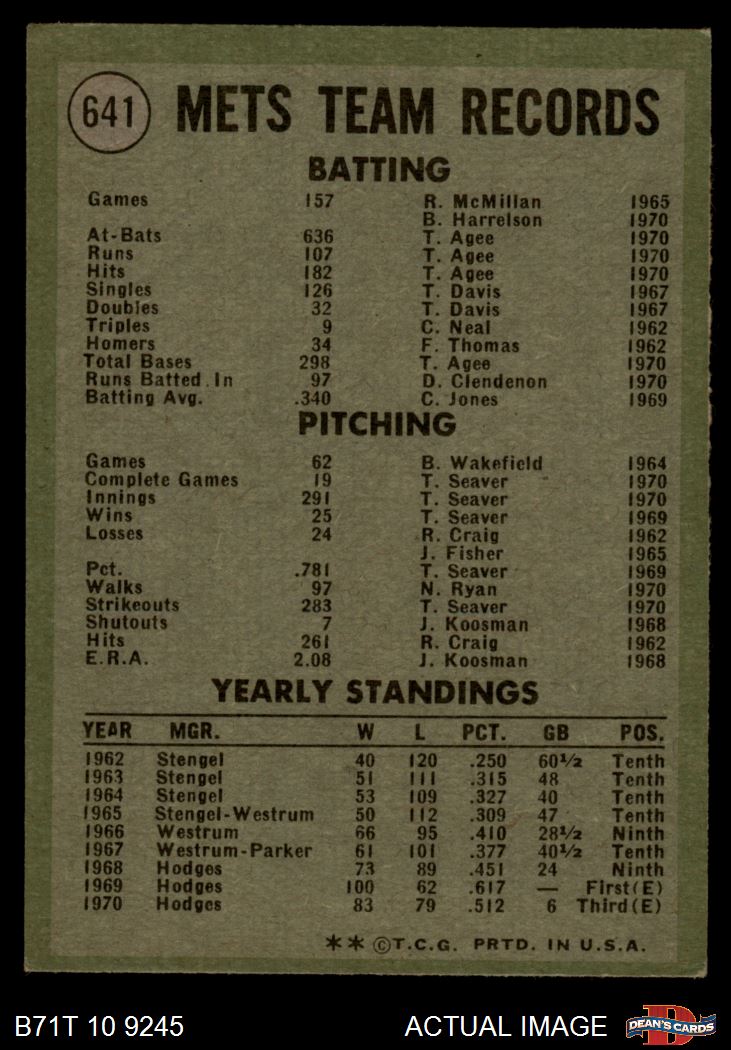 641 METS TEAM RECORDS
BATTING
Games 157 R. McMillan 1965
B. Harrelson 1970
At-Bats 636 T. Agee 1970
Runs 107 T. Agee 1970
Hits 182 T. Agee 1970
Singles 126 T. Davis 1967
Doubles 32 T. Davis 1967
Triples 9 C. Neal 1962
Homers 34 F. Thomas 1962
Total Bases 298 T. Agee 1970
Runs Batted In 97 D. Clendenon 1970
Batting Avg. .340 C. Jones 1969
PITCHING
Games 62 B. Wakefield 1964
Complete Games 19 T. Seaver 1970
Innings 291 T. Seaver 1970
Wins 25 T. Seaver 1969
Losses 24 R. Craig 1962
J. Fisher 1965
Pct. .781 T. Seaver 1969
Walks 97 N. Ryan 1970
Strikeouts 283 T. Seaver 1970
Shutouts 7 J. Koosman 1968
Hits 261 R. Craig 1962
E.R.A. 2.08 J. Koosman 1968
YEARLY STANDINGS
YEAR MGR. W L PCT. GB POS.
1962 Stengel 40 120 .250 60½ Tenth
1963 Stengel 51 111 .315 48 Tenth
1964 Stengel 53 109 .327 40 Tenth
1965 Stengel-Westrum 50 112 .309 47 Tenth
1966 Westrum 66 95 .410 28½ Ninth
1967 Westrum-Parker 61 101 .377 40½ Tenth
1968 Hodges 73 89 .451 24 Ninth
1969 Hodges 100 62 .617 — First(E)
1970 Hodges 83 79 .512 6 Third(E)
** ©T.C.G. PRTD. IN U.S.A.
B71T 10 9245 ACTUAL IMAGE D DEAN'S CARDS